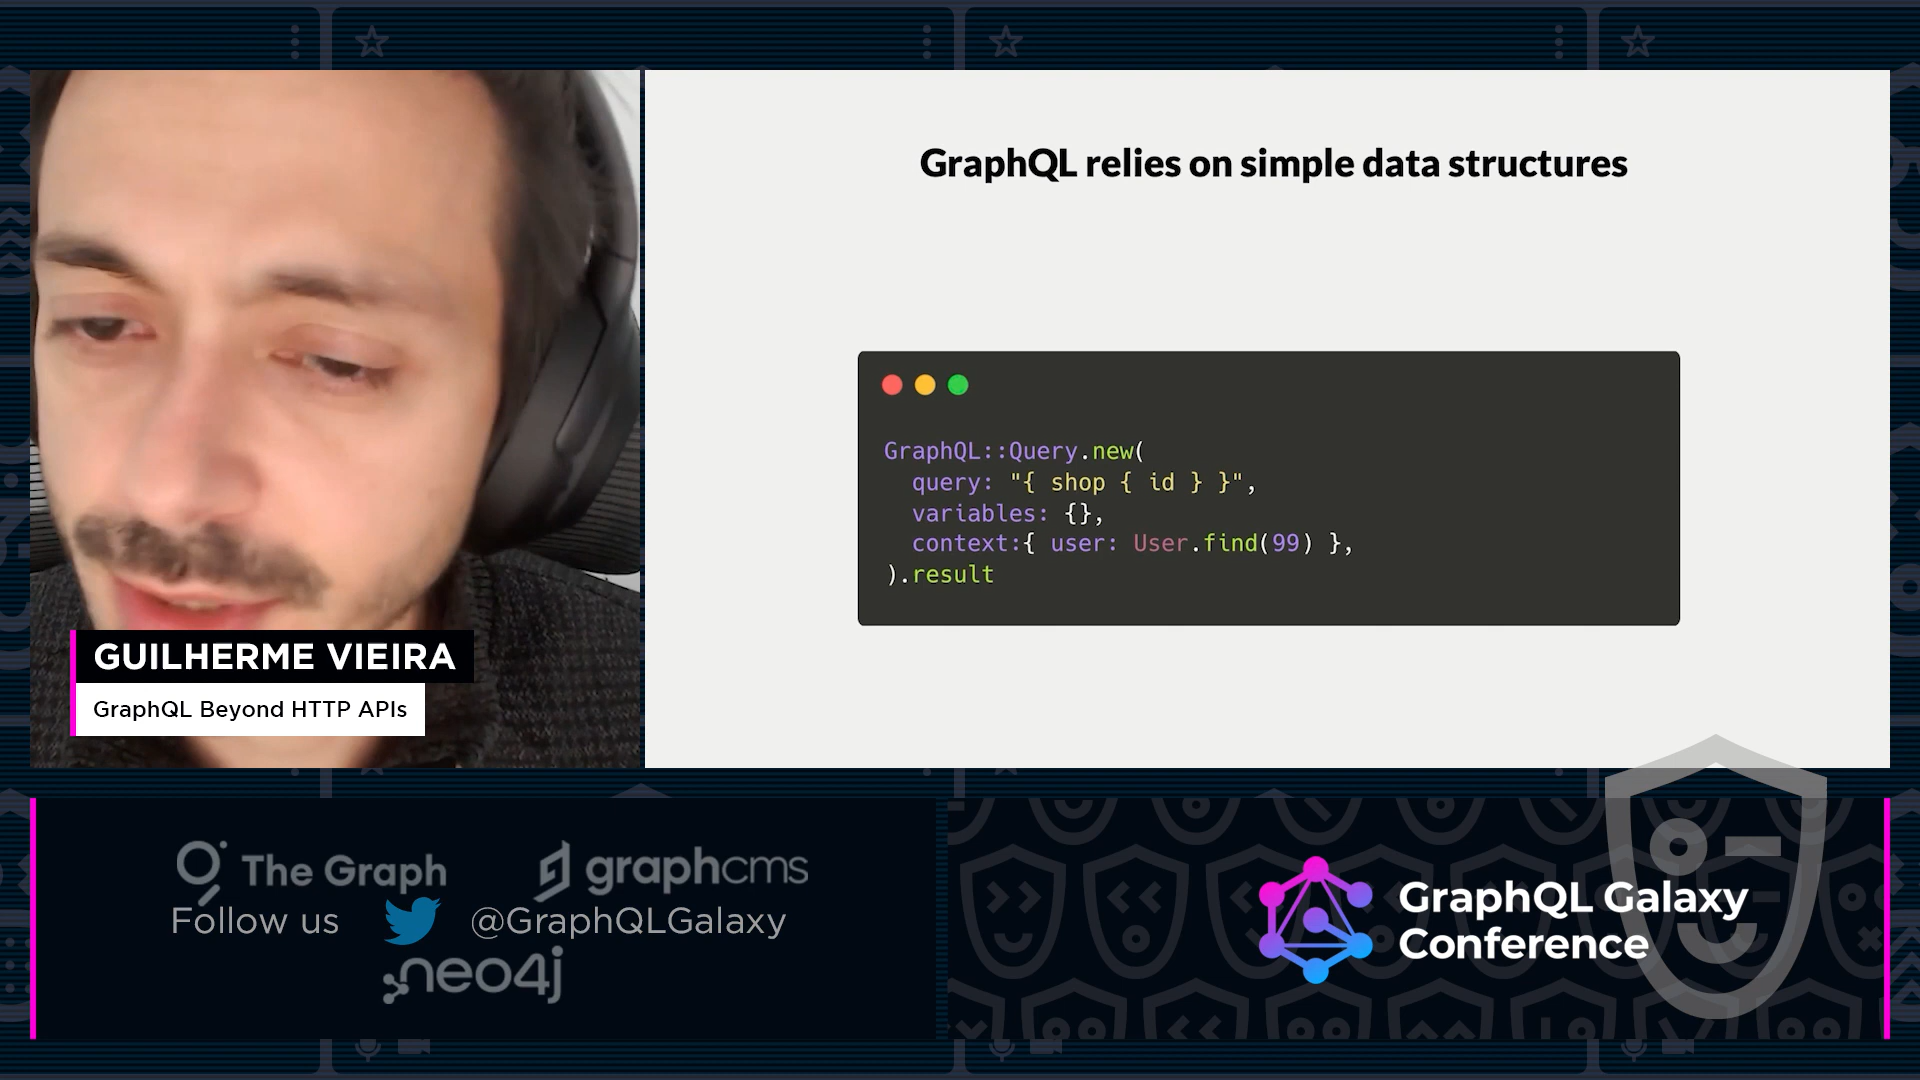 GraphQL relies on simple data structures
GraphQL::Query.new(
  query: "{ shop { id } }",
  variables: {},
  context:{ user: User.find(99) },
).result
GUILHERME VIEIRA
GraphQL Beyond HTTP APIs
The Graph
graphcms
Follow us @GraphQLGalaxy
neo4j
GraphQL Galaxy
Conference